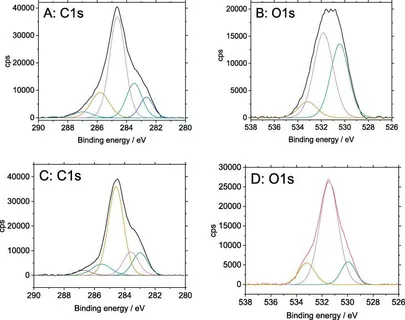 A: C1s
40000
30000
20000
10000
0
cps
290 288 286 284 282 280
Binding energy / eV
B: O1s
20000
15000
10000
5000
0
cps
538 536 534 532 530 528 526
Binding energy / eV
C: C1s
40000
30000
20000
10000
0
cps
290 288 286 284 282 280
Binding energy / eV
D: O1s
30000
25000
20000
15000
10000
5000
0
cps
538 536 534 532 530 528 526
Binding energy / eV